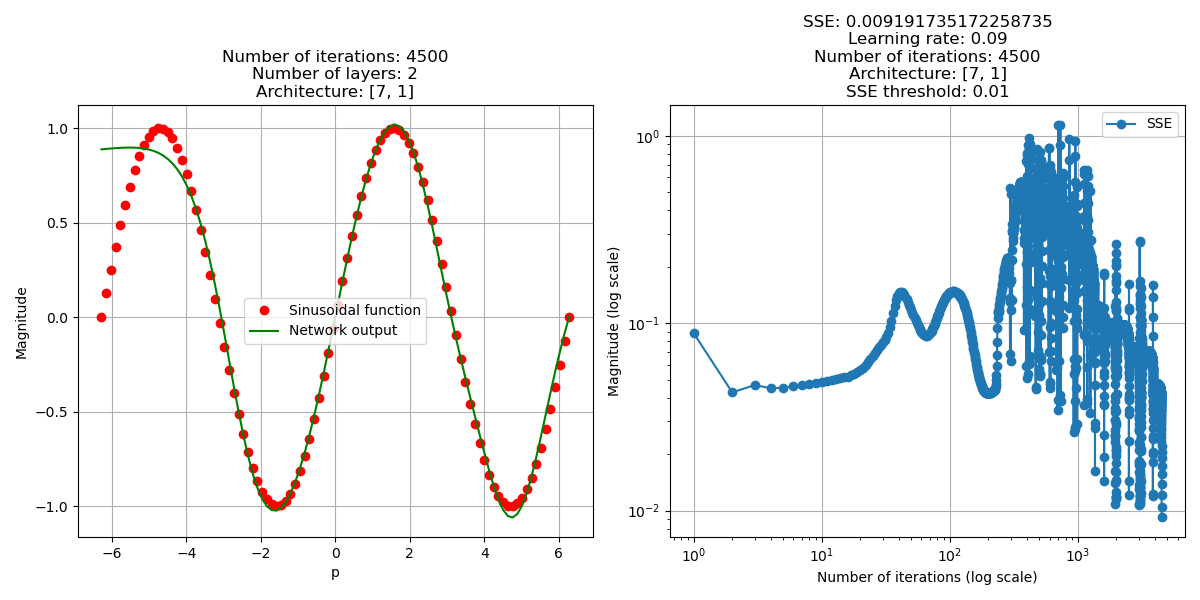 Number of iterations: 4500
Number of layers: 2
Architecture: [7, 1]
Magnitude
1.0
0.5
0.0
−0.5
−1.0
Sinusoidal function
Network output
−6
−4
−2
0
2
4
6
p
SSE: 0.009191735172258735
Learning rate: 0.09
Number of iterations: 4500
Architecture: [7, 1]
SSE threshold: 0.01
SSE
Magnitude (log scale)
10⁰
10⁻¹
10⁻²
10⁰
10¹
10²
10³
Number of iterations (log scale)